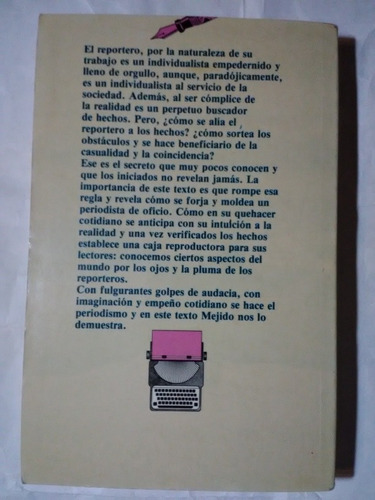 El reportero, por la naturaleza de su
trabajo es un individualista empedernido y
lleno de orgullo, aunque, paradójicamente,
es un individualista al servicio de la
sociedad. Además, al ser cómplice de
la realidad es un perpetuo buscador
de hechos. Pero, ¿cómo se alía el
reportero a los hechos? ¿cómo sortea los
obstáculos y se hace beneficiario de la
casualidad y la coincidencia?
Ese es el secreto que muy pocos conocen y
que los iniciados no revelan jamás. La
importancia de este texto es que rompe esa
regla y revela cómo se forja y moldea un
periodista de oficio. Cómo en su quehacer
cotidiano se anticipa con su intuición a la
realidad y una vez verificados los hechos
establece una caja reproductora para sus
lectores: conocemos ciertos aspectos del
mundo por los ojos y la pluma de los
reporteros.
Con fulgurantes golpes de audacia, con
imaginación y empeño cotidiano se hace el
periodismo y en este texto Mejido nos lo
demuestra.